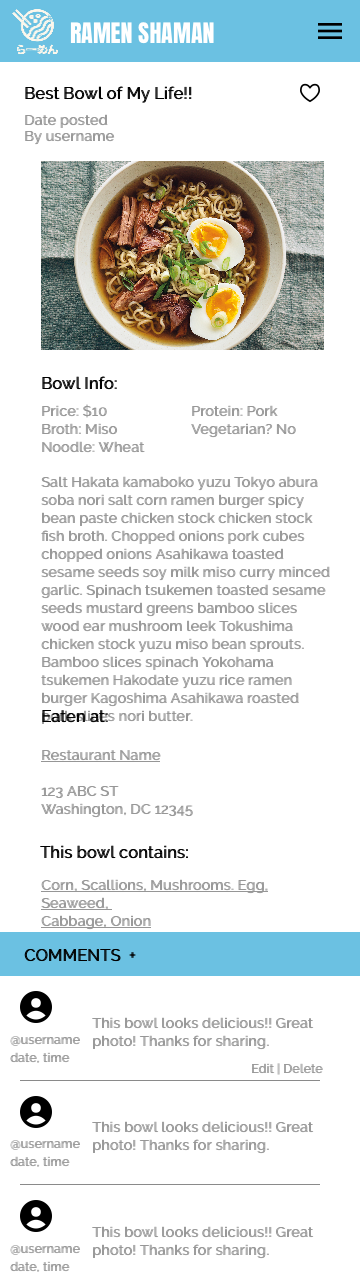 らーめん
RAMEN SHAMAN
Best Bowl of My Life!!
Date posted
By username
Bowl Info:
Price: $10
Protein: Pork
Broth: Miso
Vegetarian? No
Noodle: Wheat
Salt Hakata kamaboko yuzu Tokyo abura
soba nori salt corn ramen burger spicy
bean paste chicken stock chicken stock
fish broth. Chopped onions pork cubes
chopped onions Asahikawa toasted
sesame seeds soy milk miso curry minced
garlic. Spinach tsukemen toasted sesame
seeds mustard greens bamboo slices
wood ear mushroom leek Tokushima
chicken stock yuzu miso bean sprouts.
Bamboo slices spinach Yokohama
tsukemen Hakodate yuzu rice ramen
burger Kagoshima Asahikawa roasted
nori butter.
Eaten at:
Restaurant Name
123 ABC ST
Washington, DC 12345
This bowl contains:
Corn, Scallions, Mushrooms. Egg,
Seaweed,
Cabbage, Onion
COMMENTS +
@username
date, time
This bowl looks delicious!! Great
photo! Thanks for sharing.
Edit | Delete
@username
date, time
This bowl looks delicious!! Great
photo! Thanks for sharing.
@username
date, time
This bowl looks delicious!! Great
photo! Thanks for sharing.